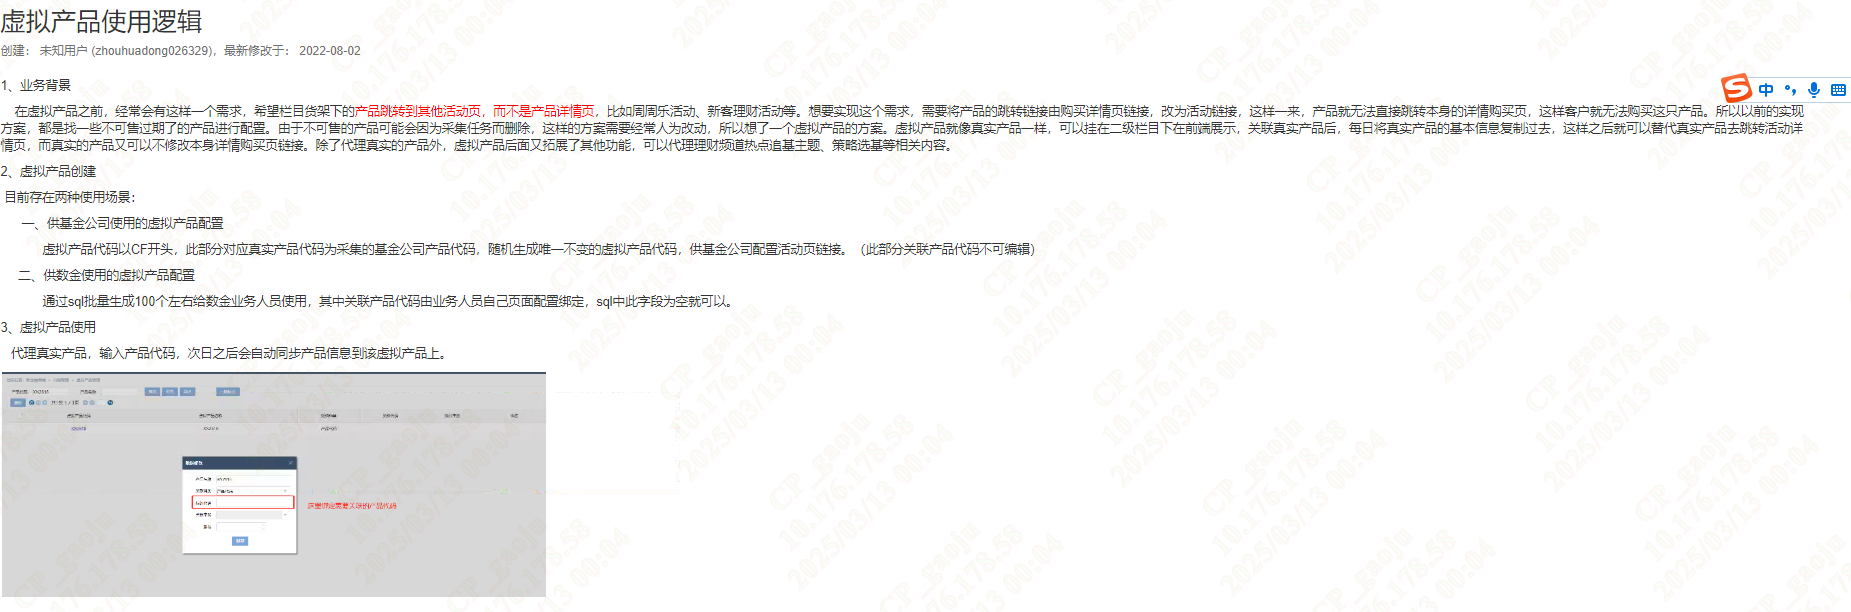 虚拟产品使用逻辑
创建： 未知用户 (zhouhuadong026329)，最新修改于： 2022-08-02
1、业务背景
在虚拟产品之前，经常会有这样一个需求，希望栏目货架下的产品跳转到其他活动页，而不是产品详情页，比如周周乐活动、新客理财活动等。想要实现这个需求，需要将产品的跳转链接由购买详情页链接，改为活动链接，这样一来，产品就无法直接跳转本身的详情购买页，这样客户就无法购买这只产品。所以以前的实现
方案，都是找一些不可售过期了的产品进行配置。由于不可售的产品可能会因为采集任务而删除，这样的方案需要经常人为改动，所以想了一个虚拟产品的方案。虚拟产品就像真实产品一样，可以挂在二级栏目下在前端展示，关联真实产品后，每日将真实产品的基本信息复制过去，这样之后就可以替代真实产品去跳转活动详
情页，而真实的产品又可以不修改本身详情购买页链接。除了代理真实的产品外，虚拟产品后面又拓展了其他功能，可以代理理财频道热点追基主题、策略选基等相关内容。
2、虚拟产品创建
目前存在两种使用场景：
一、供基金公司使用的虚拟产品配置
虚拟产品代码以CF开头，此部分对应真实产品代码为采集的基金公司产品代码，随机生成唯一不变的虚拟产品代码，供基金公司配置活动页链接。（此部分关联产品代码不可编辑）
二、供数金使用的虚拟产品配置
通过sql批量生成100个左右给数金业务人员使用，其中关联产品代码由业务人员自己页面配置绑定，sql中此字段为空就可以。
3、虚拟产品使用
代理真实产品，输入产品代码，次日之后会自动同步产品信息到该虚拟产品上。
这里绑定需要关联的产品代码
中
CP_gaoju
10.176.178.58
2025/03/13 00:04